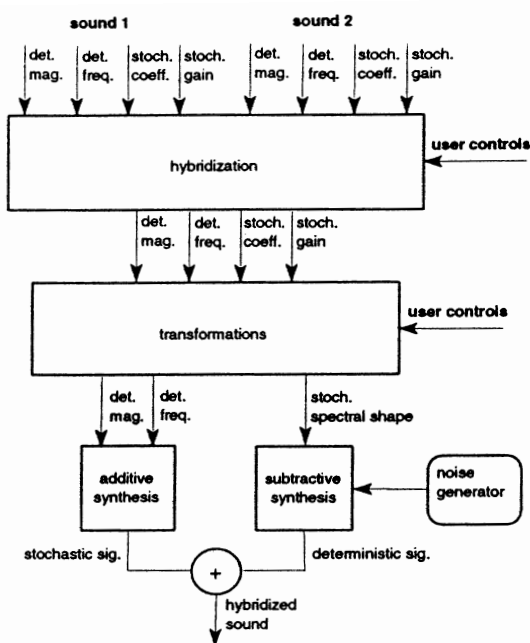 sound 1
sound 2
det. mag.
det. freq.
stoch. coeff.
stoch. gain
det. mag.
det. freq.
stoch. coeff.
stoch. gain
user controls
hybridization
det. mag.
det. freq.
stoch. coeff.
stoch. gain
user controls
transformations
det. mag.
det. freq.
stoch.
spectral shape
additive
synthesis
subtractive
synthesis
noise
generator
stochastic sig.
deterministic sig.
+
hybridized
sound